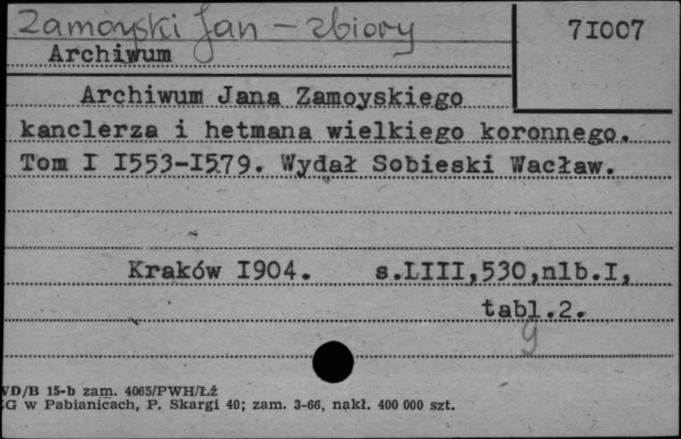 Zamoyski Jan - zbiory
71007
Archiwum
Archiwum Jana Zamoyskiego
kanclerza i hetmana wielkiego koronnego.
Tom I I553-I579. Wydał Sobieski Wacław.
Kraków I904. s.LIII,530,nlb.I,
tabl.2.
9
VD/B 15-b zam. 4065/PWH/Łź
.G w Pabianicach, P. Skargi 40; zam. 3-66, nakł. 400 000 szt.